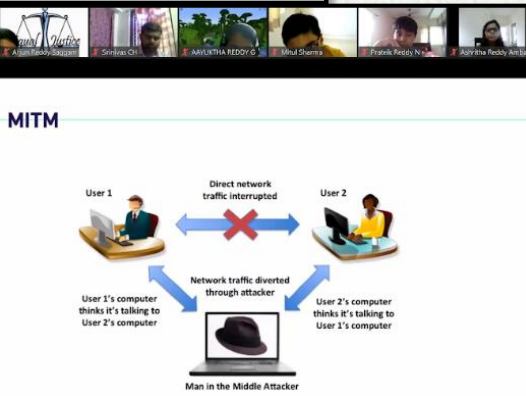 Arjun Reddy Saggam
Srinivas CH
AAVLIKTHA REDDY G
Mitul Sharma
Prateik Reddy N
Ashritha Reddy Amba
MITM
User 1
Direct network
traffic interrupted
User 2
Network traffic diverted
through attacker
User 1's computer
thinks it's talking to
User 2's computer
User 2's computer
thinks it's talking to
User 1's computer
Man in the Middle Attacker